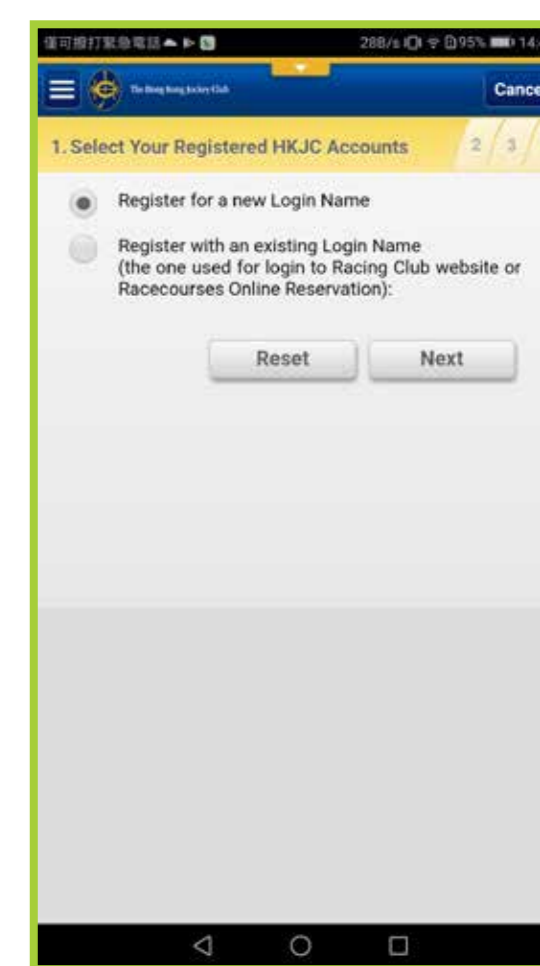 僅可撥打緊急電話 28B/s 95% 14:
The Hong Kong Jockey Club Cance
1. Select Your Registered HKJC Accounts 2 3
Register for a new Login Name
Register with an existing Login Name
(the one used for login to Racing Club website or
Racecourses Online Reservation):
Reset Next